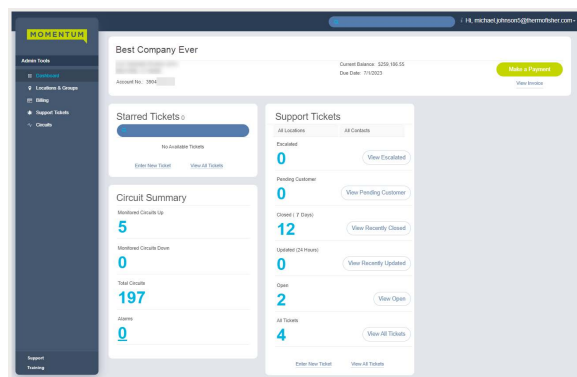 MOMENTUM
Hi, michael.johnson5@thermofisher.com
Admin Tools
Dashboard
Locations & Groups
Billing
Support Tickets
Circuits
Support
Training
Best Company Ever
Account No.: 3904
Current Balance: $259,186.55
Due Date: 7/1/2023
Make a Payment
View Invoice
Starred Tickets 0
No Available Tickets
Enter New Ticket View All Tickets
Circuit Summary
Monitored Circuits Up
5
Monitored Circuits Down
0
Total Circuits
197
Alarms
0
Support Tickets
All Locations All Contacts
Escalated
0 View Escalated
Pending Customer
0 View Pending Customer
Closed ( 7 Days)
12 View Recently Closed
Updated (24 Hours)
0 View Recently Updated
Open
2 View Open
All Tickets
4 View All Tickets
Enter New Ticket View All Tickets